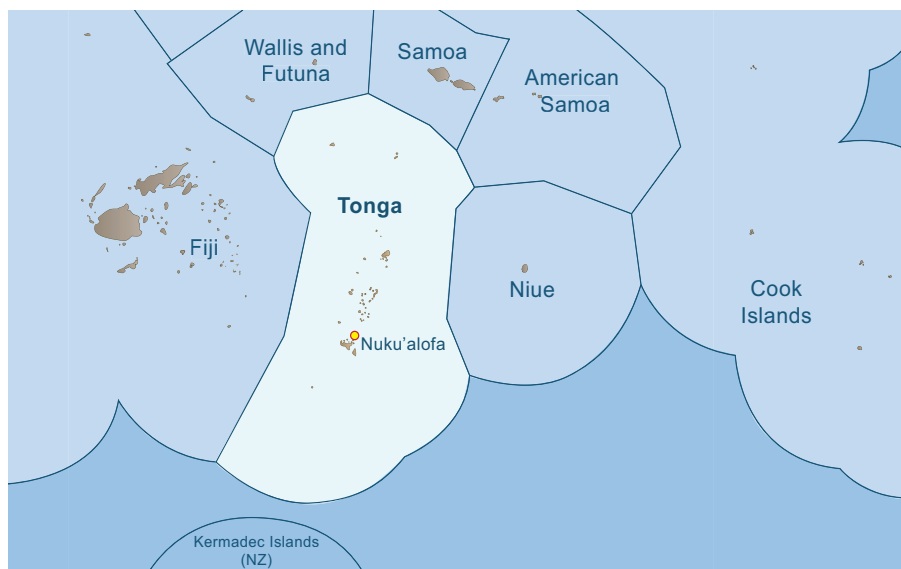 Wallis and
Futuna
Samoa
American
Samoa
Tonga
Fiji
Niue
Cook
Islands
Nuku’alofa
Kermadec Islands
(NZ)